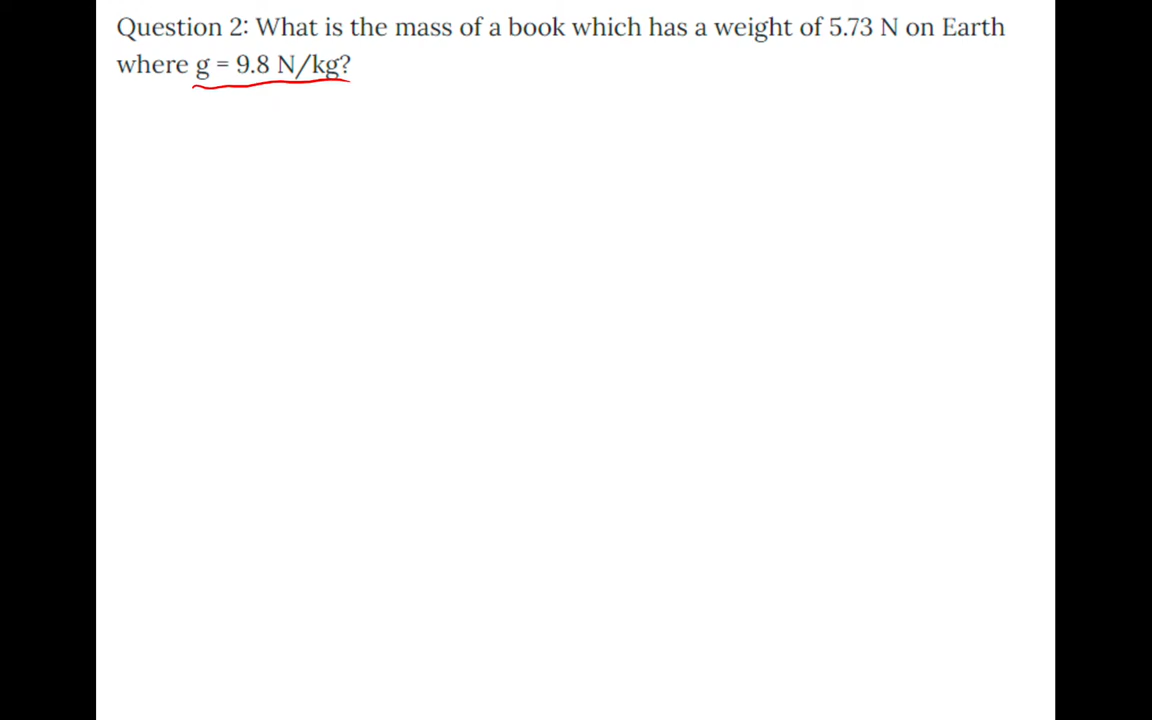 Question 2: What is the mass of a book which has a weight of 5.73 N on Earth
where g = 9.8 N/kg?